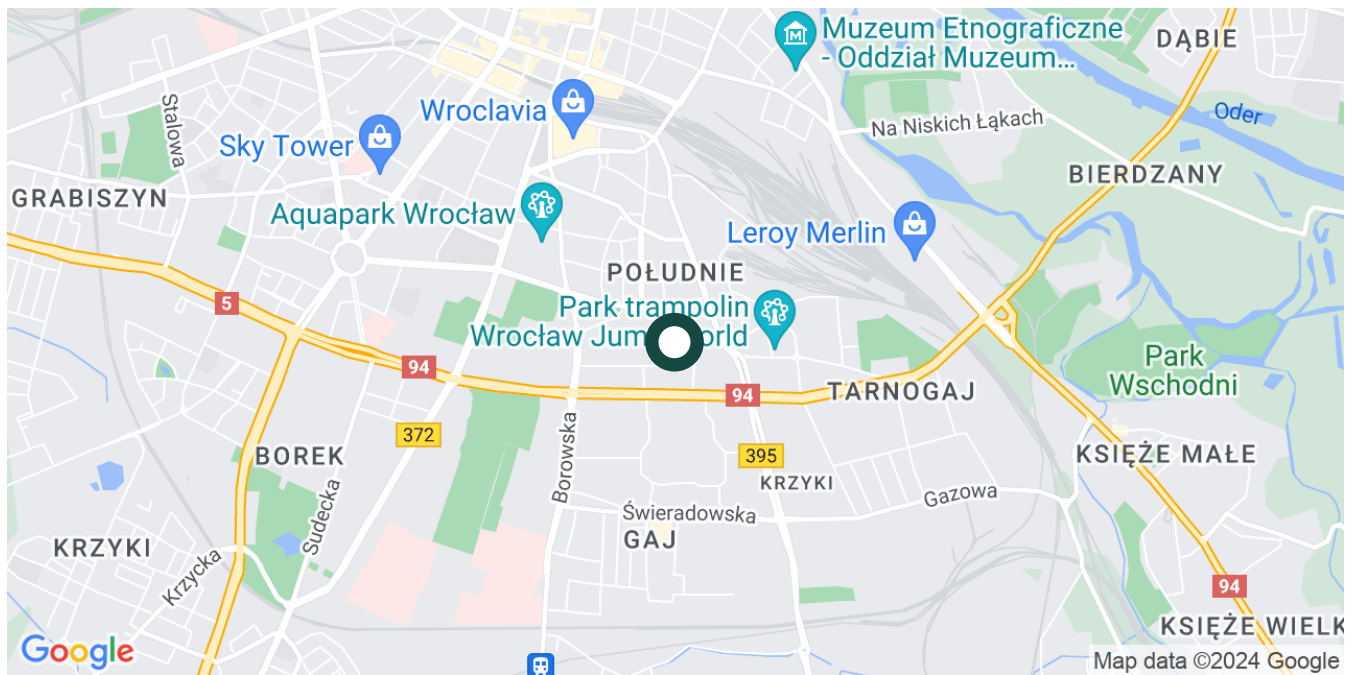 Muzeum Etnograficzne
- Oddział Muzeum...
DĄBIE
Stalowa
Wroclavia
Oder
Na Niskich Łąkach
Sky Tower
BIERDZANY
GRABISZYN
Aquapark Wrocław
Leroy Merlin
POŁUDNIE
5
Park trampolin
Wrocław Jum orld
94
Park
Wschodni
94
TARNOGAJ
372
BOREK
395
KSIĘŻE MAŁE
Borowska
KRZYKI
Gazowa
Sudecka
Świeradowska
GAJ
KRZYKI
Krzycka
94
KSIĘŻE WIELK
Google
Map data ©2024 Google